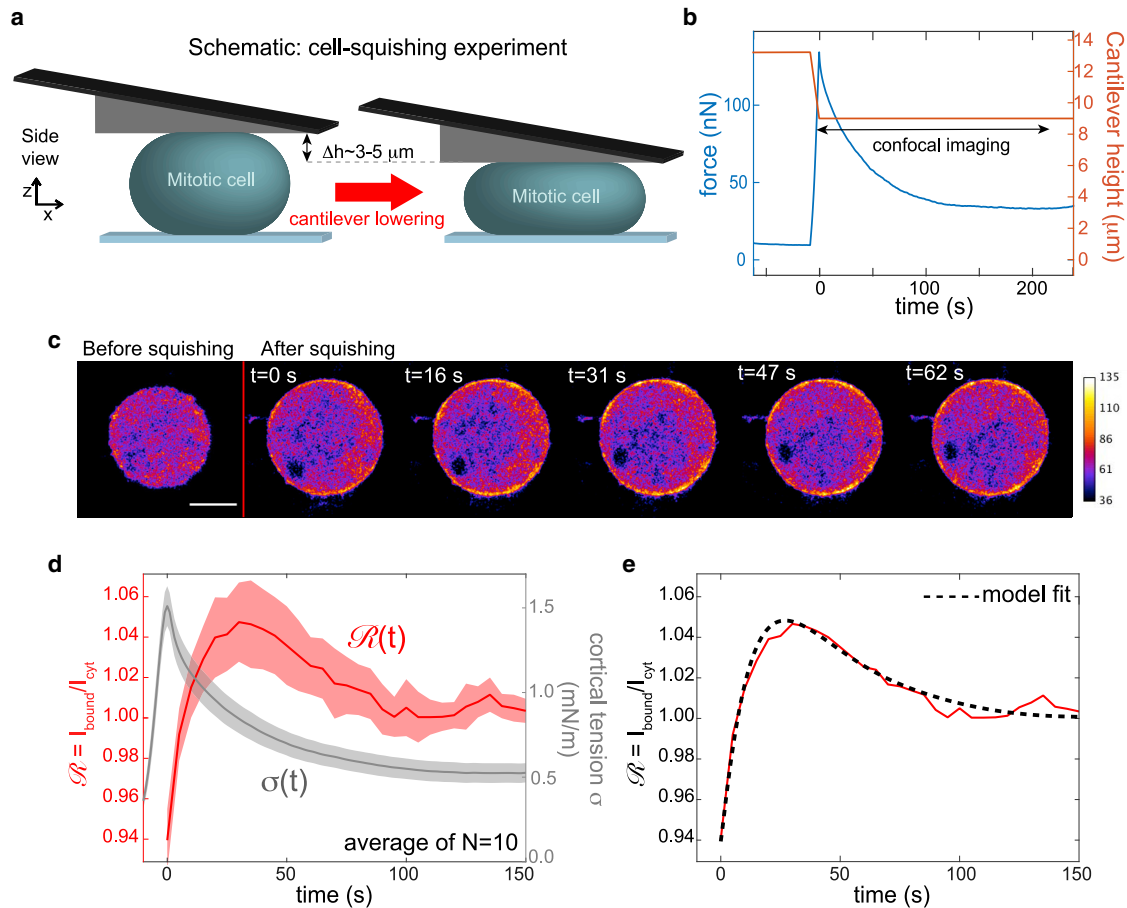 a
Schematic: cell-squishing experiment
Side
view
z
x
Mitotic cell
Δh~3-5 μm
cantilever lowering
Mitotic cell
b
force (nN)
100
50
0
14
12
10
8
6
4
2
0
Cantilever height (μm)
confocal imaging
0
100
200
time (s)
c
Before squishing
After squishing
t=0 s
t=16 s
t=31 s
t=47 s
t=62 s
135
110
86
61
36
d
ℛ = I_bound/I_cyt
1.06
1.04
1.02
1.00
0.98
0.96
0.94
ℛ(t)
σ(t)
average of N=10
1.5
1.0
0.5
0.0
cortical tension σ
(mN/m)
0
50
100
150
time (s)
e
ℛ = I_bound/I_cyt
1.06
1.04
1.02
1.00
0.98
0.96
0.94
model fit
0
50
100
150
time (s)